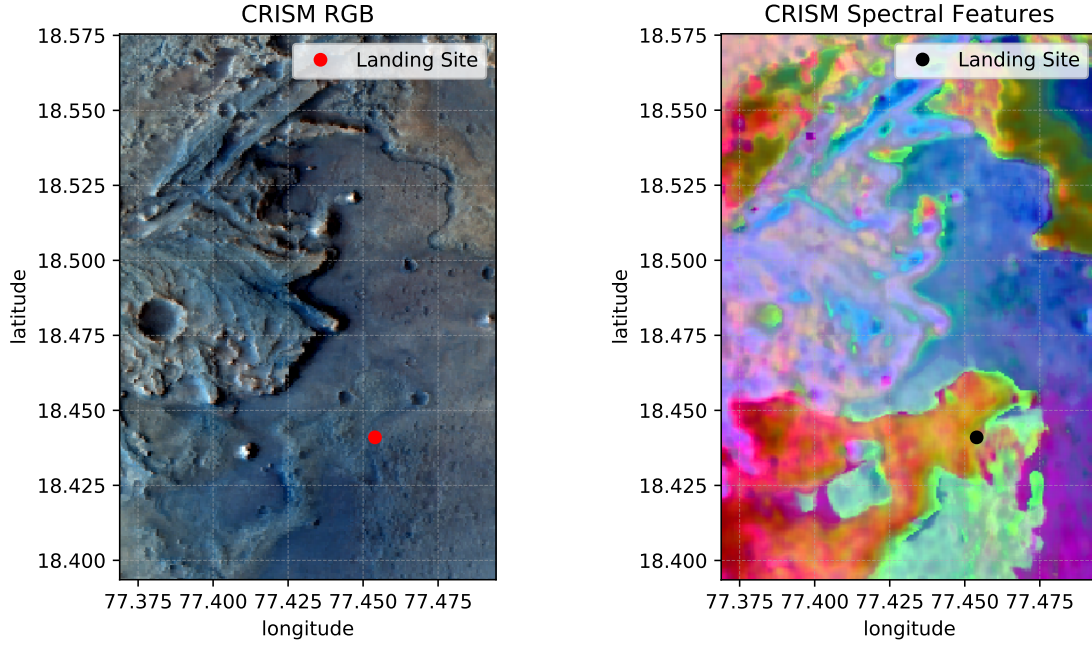 CRISM RGB
Landing Site
18.575
18.550
18.525
18.500
18.475
18.450
18.425
18.400
latitude
77.375 77.400 77.425 77.450 77.475
longitude
CRISM Spectral Features
Landing Site
18.575
18.550
18.525
18.500
18.475
18.450
18.425
18.400
latitude
77.375 77.400 77.425 77.450 77.475
longitude